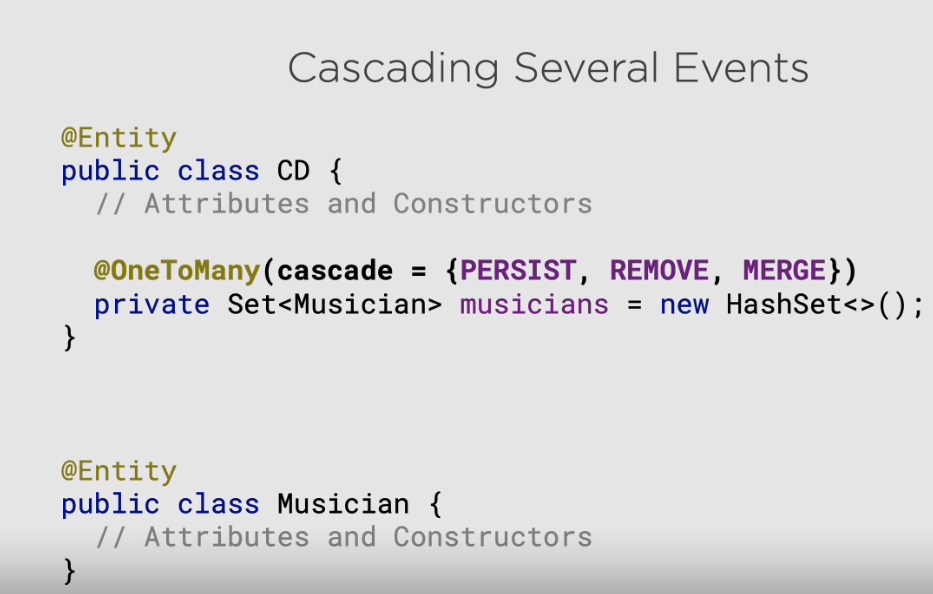 Cascading Several Events
@Entity
public class CD {
// Attributes and Constructors
@OneToMany(cascade = {PERSIST, REMOVE, MERGE})
private Set<Musician> musicians = new HashSet<>();
}
@Entity
public class Musician {
// Attributes and Constructors
}